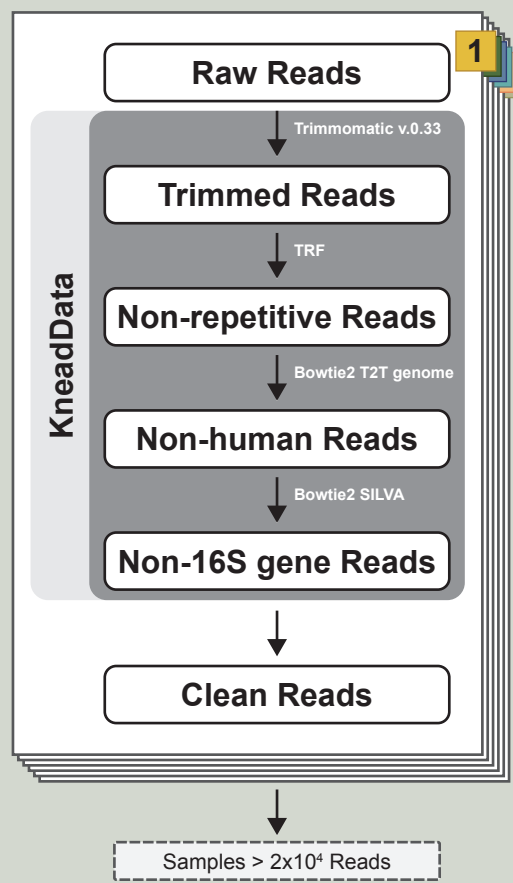 1
Raw Reads
Trimmomatic v.0.33
Trimmed Reads
TRF
Non-repetitive Reads
Bowtie2 T2T genome
Non-human Reads
Bowtie2 SILVA
Non-16S gene Reads
KneadData
Clean Reads
Samples > 2x10⁴ Reads